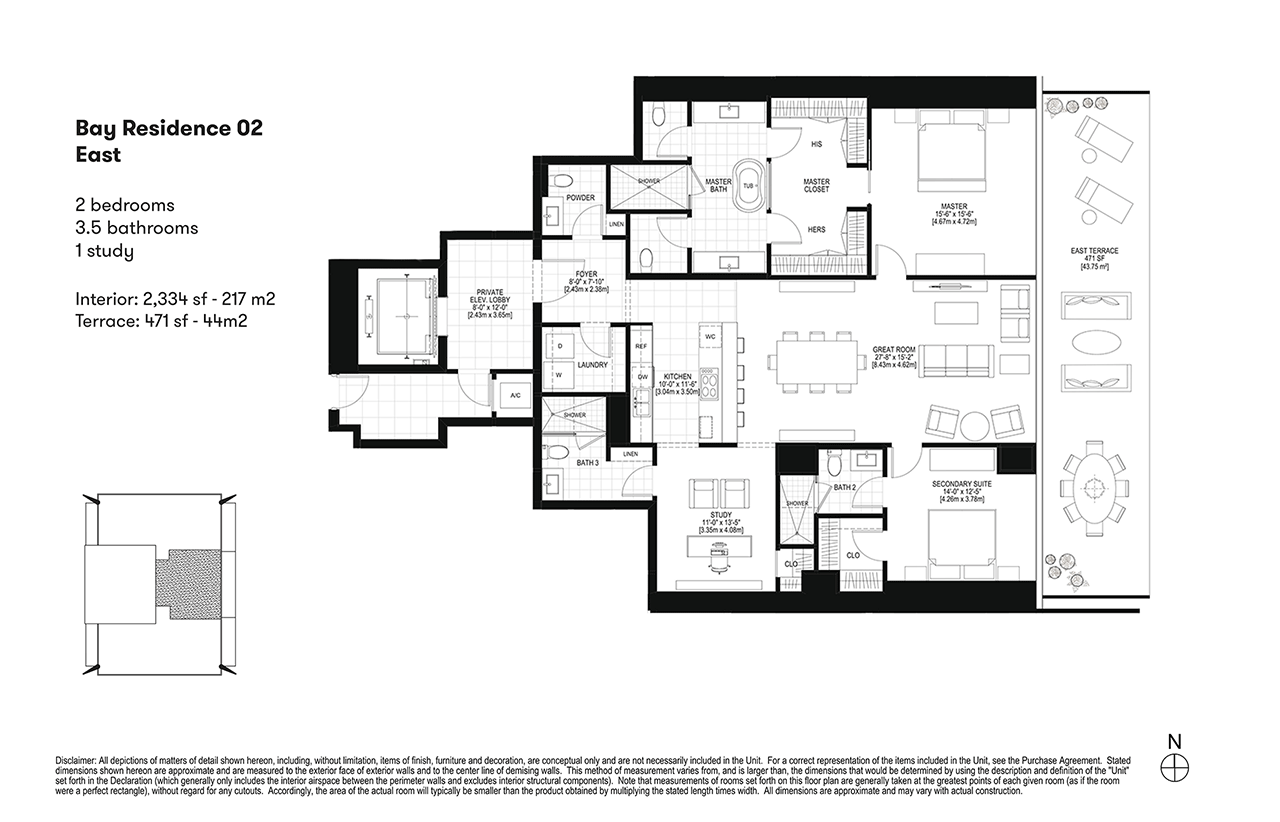 Bay Residence 02
East
2 bedrooms
3.5 bathrooms
1 study
Interior: 2,334 sf - 217 m2
Terrace: 471 sf - 44m2
SHOWER
MASTER
BATH
TUB
HIS
MASTER
CLOSET
HERS
MASTER
15'-6" x 15'-6"
[4.67m x 4.72m]
EAST TERRACE
471 SF
[43.75 m²]
POWDER
LINEN
FOYER
8'-0" x 7'-10"
[2.43m x 2.38m]
PRIVATE
ELEV. LOBBY
8'-0" x 12'-0"
[2.43m x 3.65m]
D
W
LAUNDRY
A/C
REF
DW
WC
KITCHEN
10'-0" x 11'-6"
[3.04m x 3.50m]
GREAT ROOM
27'-8" x 15'-2"
[8.43m x 4.62m]
SHOWER
BATH 3
LINEN
STUDY
11'-0" x 13'-5"
[3.35m x 4.08m]
CLO
SHOWER
BATH 2
CLO
SECONDARY SUITE
14'-0" x 12'-5"
[4.26m x 3.78m]
N
Disclaimer: All depictions of matters of detail shown hereon, including, without limitation, items of finish, furniture and decoration, are conceptual only and are not necessarily included in the Unit. For a correct representation of the items included in the Unit, see the Purchase Agreement. Stated
dimensions shown hereon are approximate and are measured to the exterior face of exterior walls and to the center line of demising walls. This method of measurement varies from, and is larger than, the dimensions that would be determined by using the description and definition of the "Unit"
set forth in the Declaration (which generally only includes the interior airspace between the perimeter walls and excludes interior structural components). Note that measurements of rooms set forth on this floor plan are generally taken at the greatest points of each given room (as if the room
were a perfect rectangle), without regard for any cutouts. Accordingly, the area of the actual room will typically be smaller than the product obtained by multiplying the stated length times width. All dimensions are approximate and may vary with actual construction.